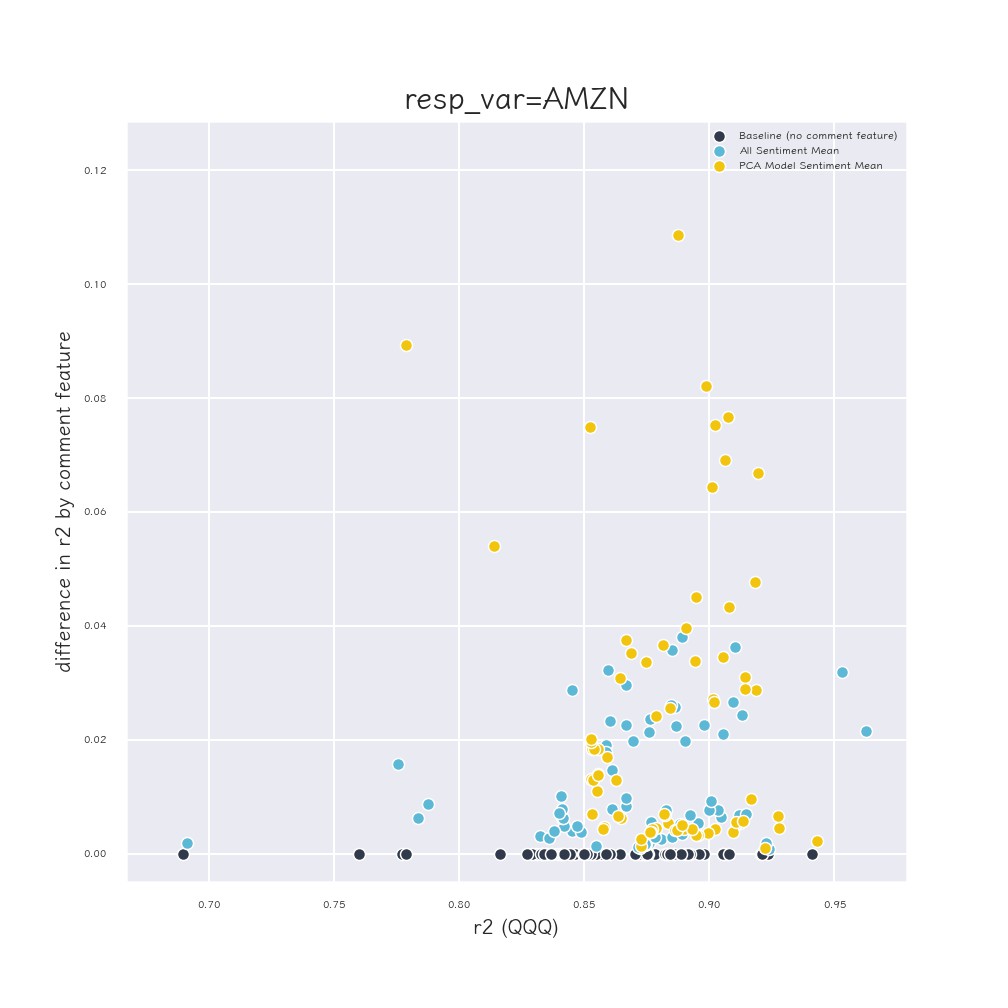 resp_var=AMZN
Baseline (no comment feature)
All Sentiment Mean
PCA Model Sentiment Mean
difference in r2 by comment feature
0.12
0.10
0.08
0.06
0.04
0.02
0.00
0.70 0.75 0.80 0.85 0.90 0.95
r2 (QQQ)